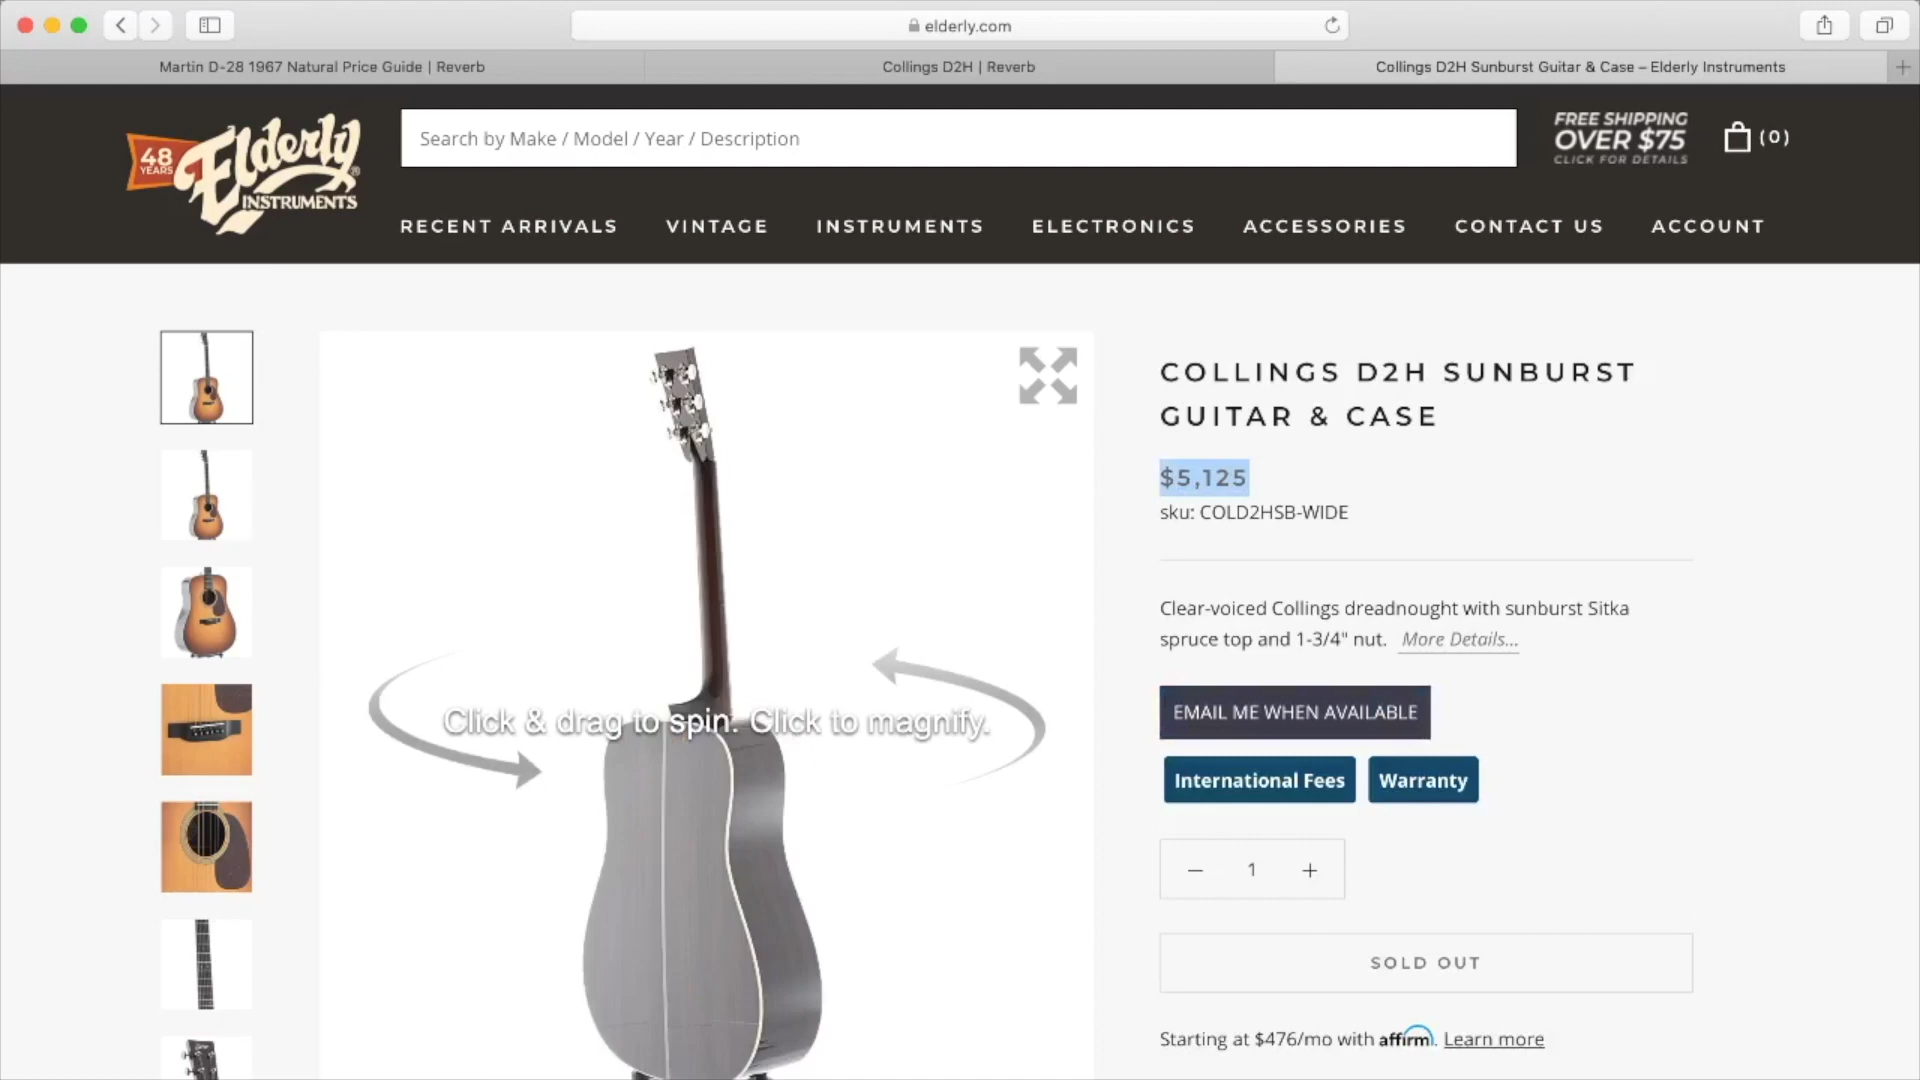 elderly.com
Martin D-28 1967 Natural Price Guide | Reverb
Collings D2H | Reverb
Collings D2H Sunburst Guitar & Case – Elderly Instruments
48
YEARS
Elderly
INSTRUMENTS
Search by Make / Model / Year / Description
FREE SHIPPING
OVER $75
CLICK FOR DETAILS
(0)
RECENT ARRIVALS
VINTAGE
INSTRUMENTS
ELECTRONICS
ACCESSORIES
CONTACT US
ACCOUNT
Click & drag to spin. Click to magnify.
COLLINGS D2H SUNBURST
GUITAR & CASE
$5,125
sku: COLD2HSB-WIDE
Clear-voiced Collings dreadnought with sunburst Sitka
spruce top and 1-3/4" nut. More Details...
EMAIL ME WHEN AVAILABLE
International Fees
Warranty
1
SOLD OUT
Starting at $476/mo with affirm. Learn more